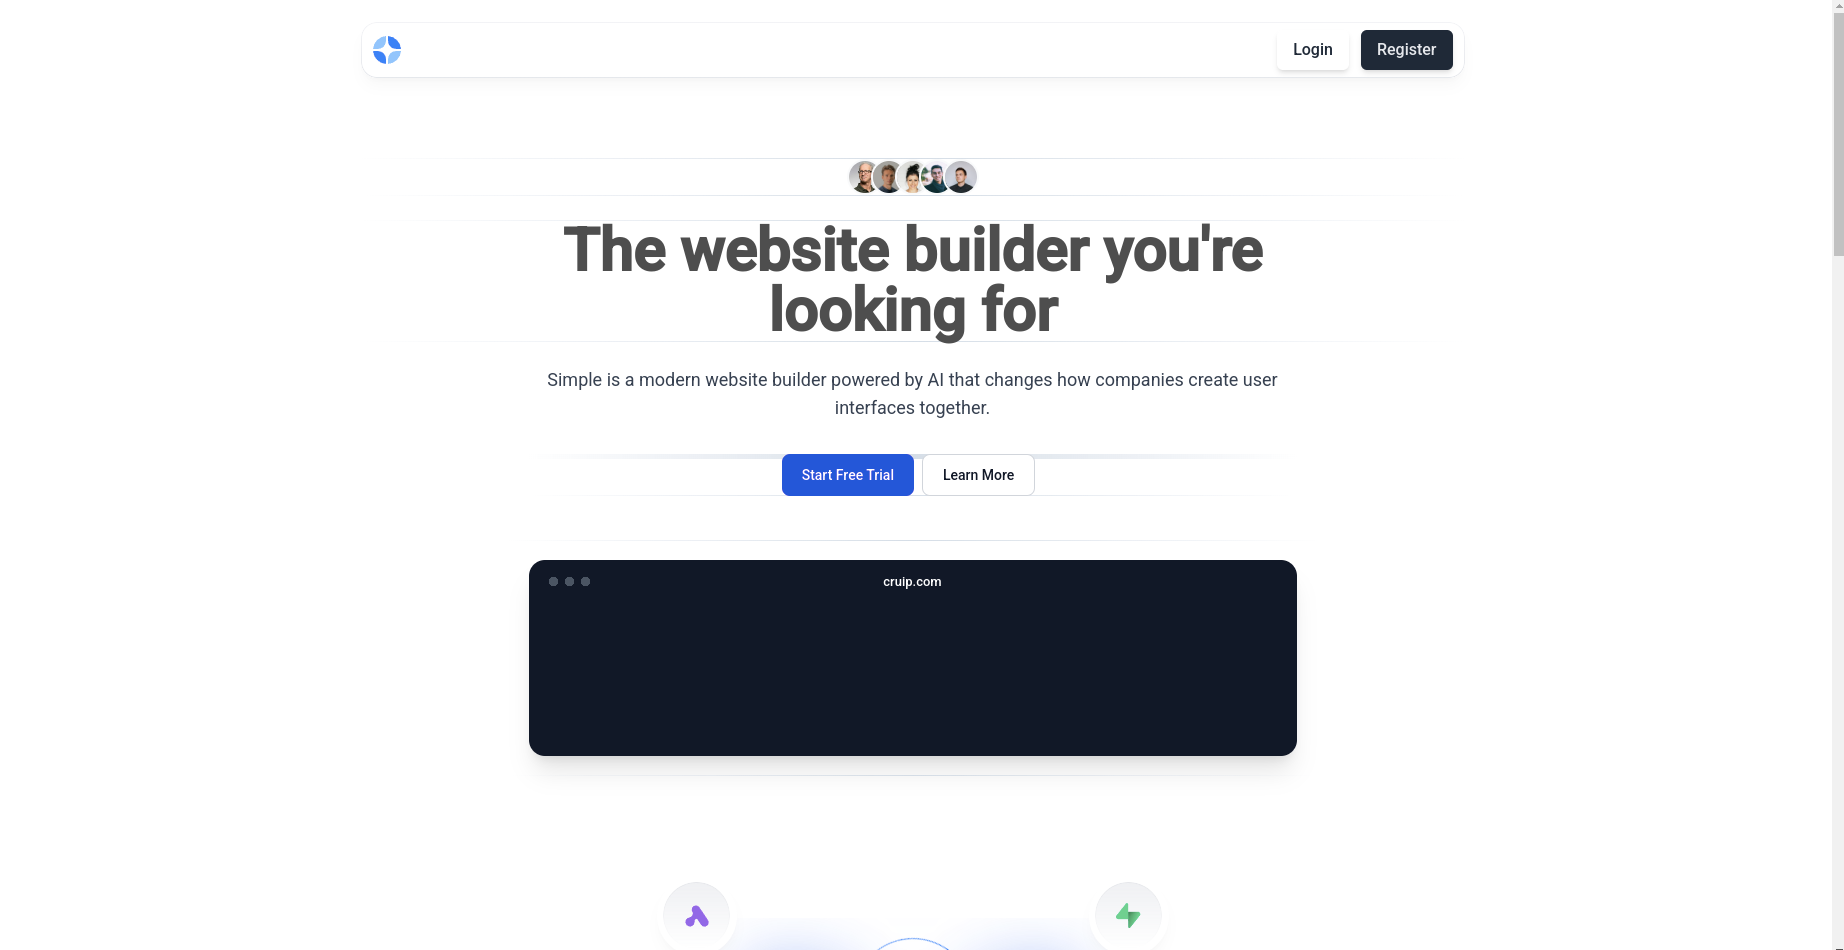 Login
Register
The website builder you're
looking for
Simple is a modern website builder powered by AI that changes how companies create user
interfaces together.
Start Free Trial
Learn More
cruip.com